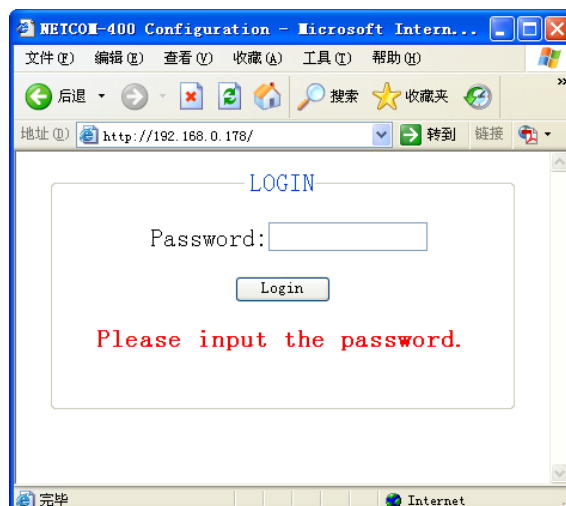 NETCOM-400 Configuration - Microsoft Intern...
文件(F) 编辑(E) 查看(V) 收藏(A) 工具(T) 帮助(H)
后退 搜索 收藏夹 »
地址(D) http://192.168.0.178/ 转到 链接
LOGIN
Password:
Login
Please input the password.
完毕 Internet